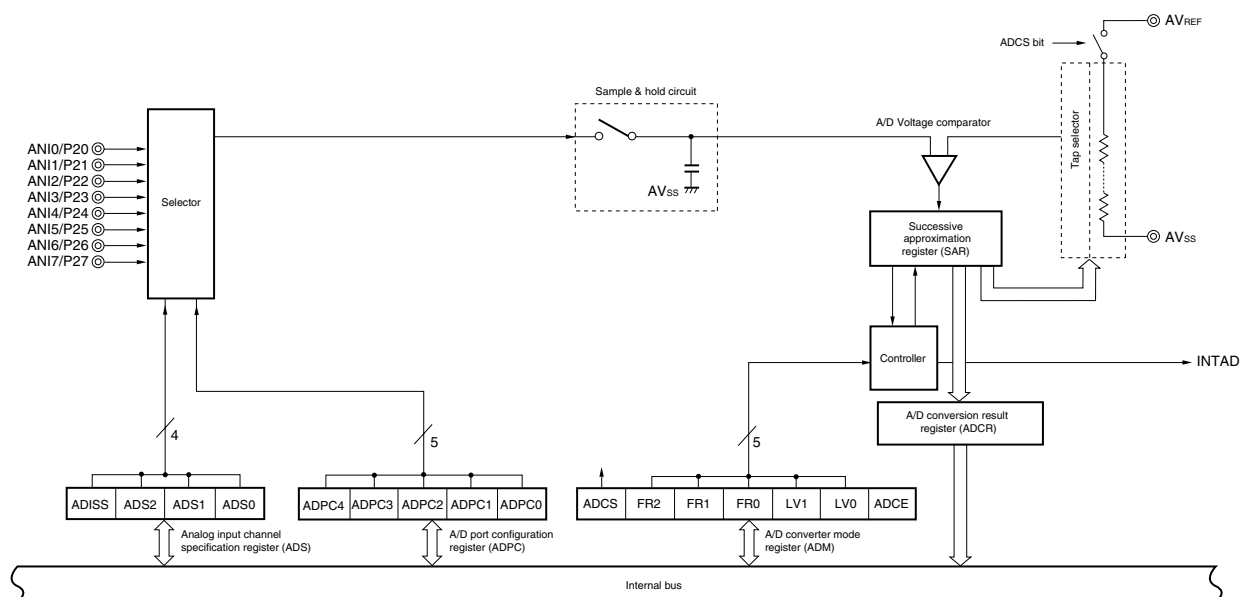 AVREF
ADCS bit
Sample & hold circuit
A/D Voltage comparator
Tap selector
ANI0/P20
ANI1/P21
ANI2/P22
ANI3/P23
ANI4/P24
ANI5/P25
ANI6/P26
ANI7/P27
Selector
AVSS
Successive
approximation
register (SAR)
AVSS
Controller
INTAD
A/D conversion result
register (ADCR)
4
5
5
ADISS ADS2 ADS1 ADS0
ADPC4 ADPC3 ADPC2 ADPC1 ADPC0
ADCS FR2 FR1 FR0 LV1 LV0 ADCE
Analog input channel
specification register (ADS)
A/D port configuration
register (ADPC)
A/D converter mode
register (ADM)
Internal bus